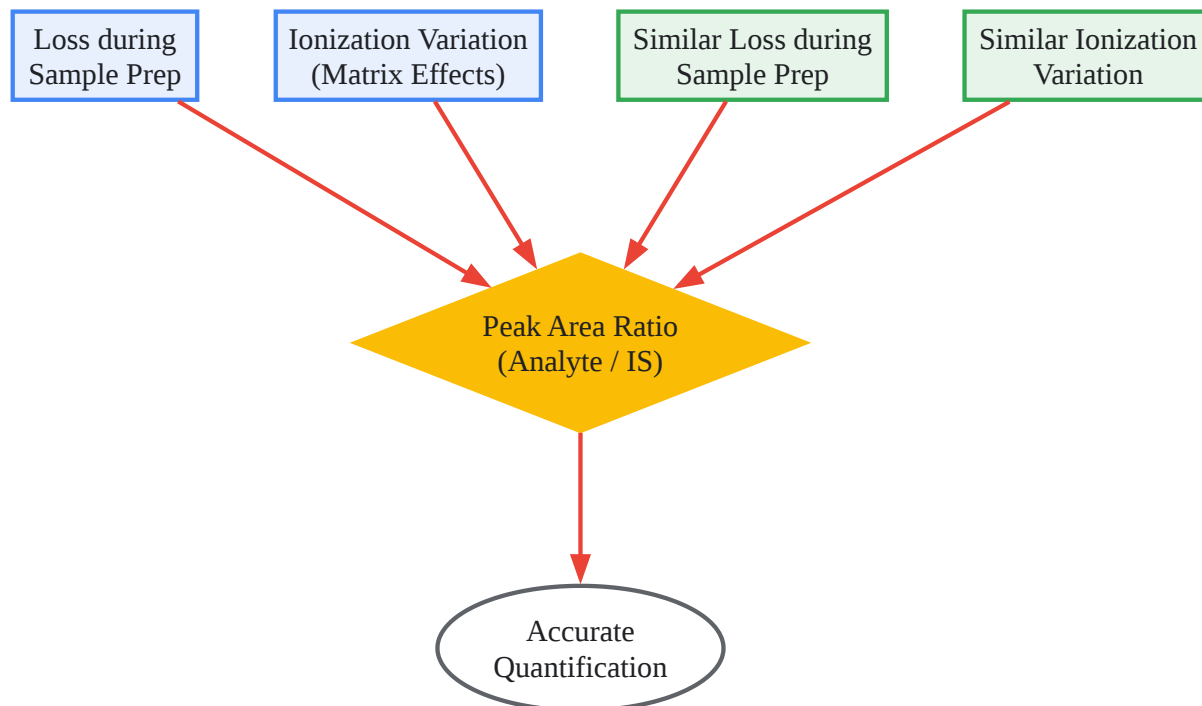 Loss during
Sample Prep
Ionization Variation
(Matrix Effects)
Similar Loss during
Sample Prep
Similar Ionization
Variation
Peak Area Ratio
(Analyte / IS)
Accurate
Quantification